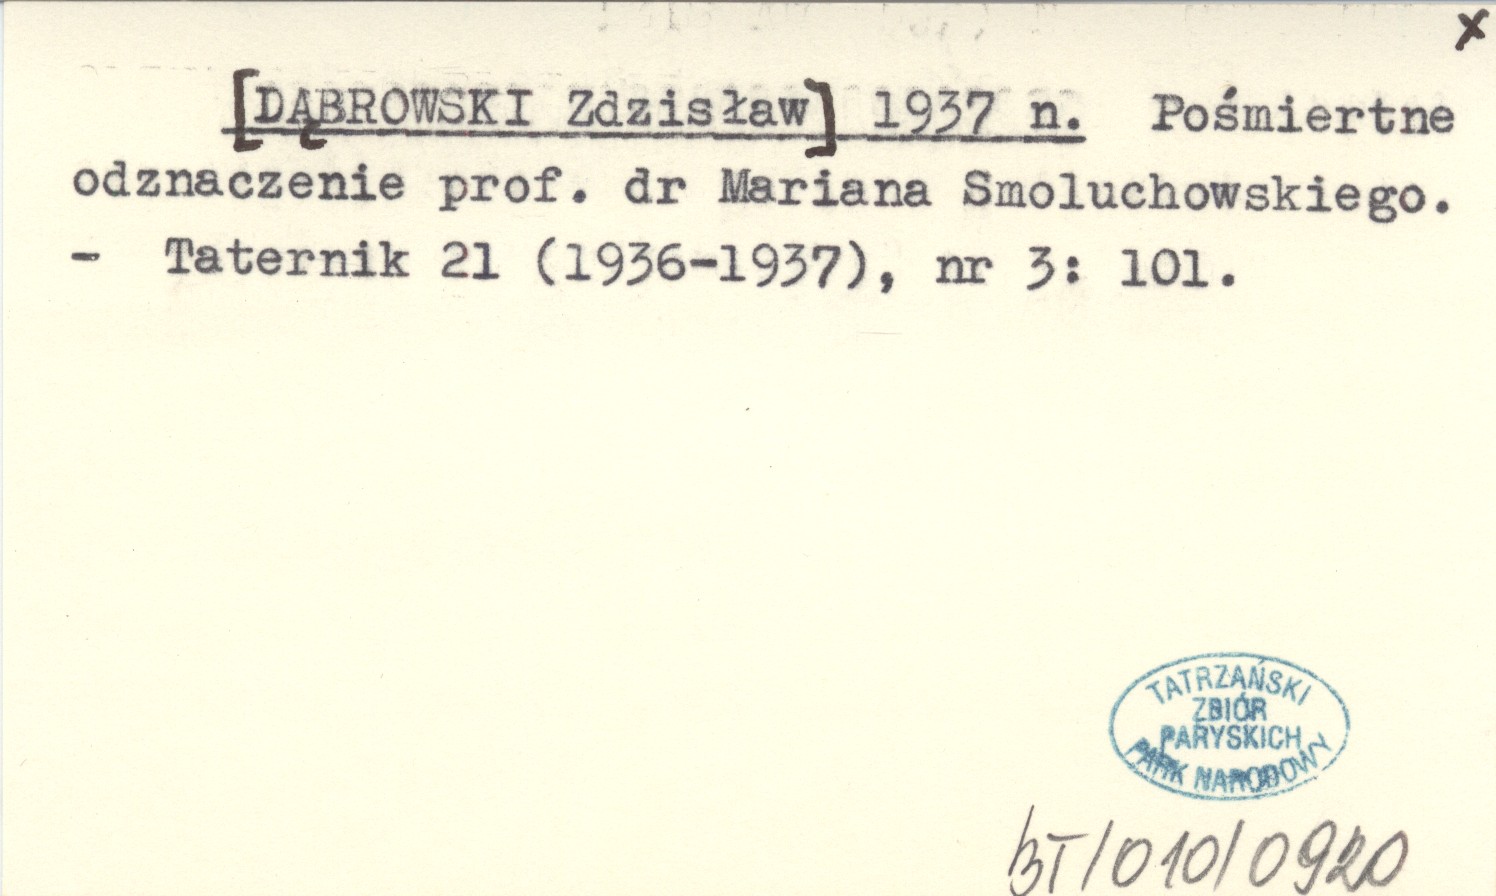 x
[DĄBROWSKI Zdzisław] 1937 n. Pośmiertne
odznaczenie prof. dr Mariana Smoluchowskiego.
- Taternik 21 (1936-1937), nr 3: 101.
TATRZAŃSKI
ZBIÓR
PARYSKICH
PARK NARODOWY
BT/010/0920